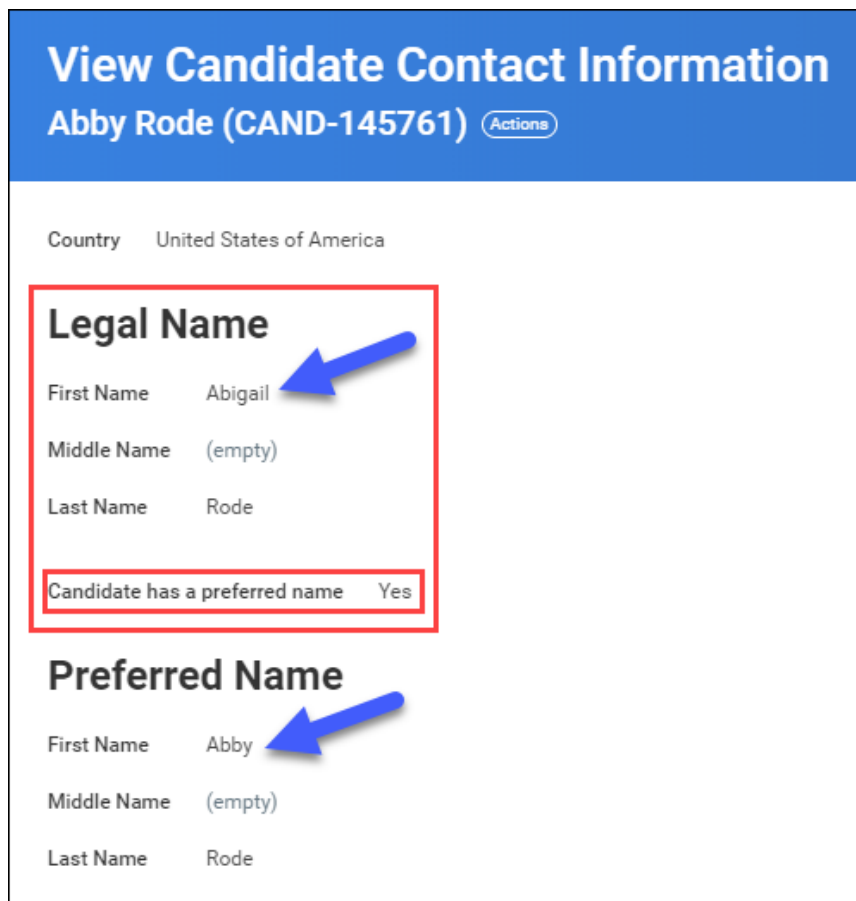 View Candidate Contact Information
Abby Rode (CAND-145761) Actions
Country United States of America
Legal Name
First Name Abigail
Middle Name (empty)
Last Name Rode
Candidate has a preferred name Yes
Preferred Name
First Name Abby
Middle Name (empty)
Last Name Rode